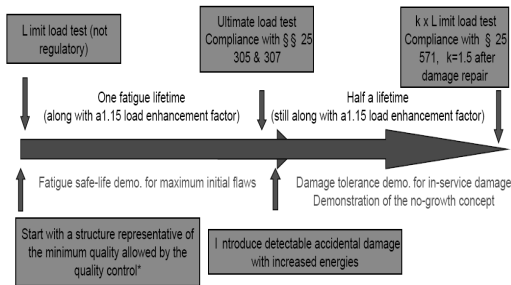 Limit load test (not
regulatory)
Ultimate load test
Compliance with §§ 25
305 & 307
k x Limit load test
Compliance with § 25
571, k=1.5 after
damage repair
One fatigue lifetime
(along with a1.15 load enhancement factor)
Half a lifetime
(still along with a1.15 load enhancement factor)
Fatigue safe-life demo. for maximum initial flaws
Damage tolerance demo. for in-service damage
Demonstration of the no-growth concept
Start with a structure representative of
the minimum quality allowed by the
quality control*
Introduce detectable accidental damage
with increased energies